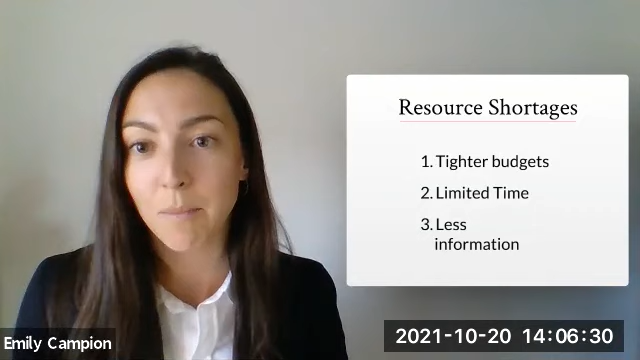 Resource Shortages
1. Tighter budgets
2. Limited Time
3. Less
information
Emily Campion
2021-10-20 14:06:30